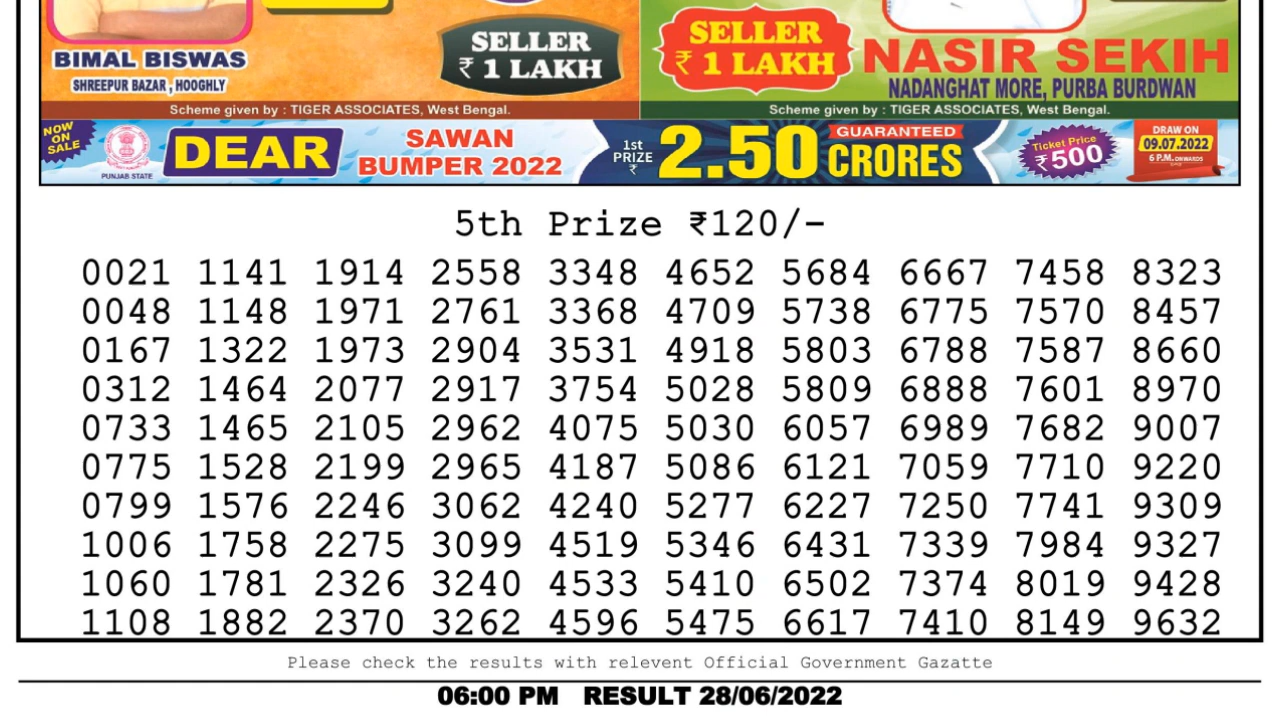 BIMAL BISWAS
SHREEPUR BAZAR , HOOGHLY
SELLER
₹ 1 LAKH
Scheme given by : TIGER ASSOCIATES, West Bengal.
SELLER
₹ 1 LAKH
NASIR SEKIH
NADANGHAT MORE, PURBA BURDWAN
Scheme given by : TIGER ASSOCIATES, West Bengal.
NOW
ON
SALE
PUNJAB STATE
DEAR
SAWAN
BUMPER 2022
1st
PRIZE
₹
2.50
GUARANTEED
CRORES
Ticket Price
₹500
DRAW ON
09.07.2022
6 P.M. ONWARDS
5th Prize ₹120/-
0021 1141 1914 2558 3348 4652 5684 6667 7458 8323
0048 1148 1971 2761 3368 4709 5738 6775 7570 8457
0167 1322 1973 2904 3531 4918 5803 6788 7587 8660
0312 1464 2077 2917 3754 5028 5809 6888 7601 8970
0733 1465 2105 2962 4075 5030 6057 6989 7682 9007
0775 1528 2199 2965 4187 5086 6121 7059 7710 9220
0799 1576 2246 3062 4240 5277 6227 7250 7741 9309
1006 1758 2275 3099 4519 5346 6431 7339 7984 9327
1060 1781 2326 3240 4533 5410 6502 7374 8019 9428
1108 1882 2370 3262 4596 5475 6617 7410 8149 9632
Please check the results with relevent Official Government Gazatte
06:00 PM RESULT 28/06/2022